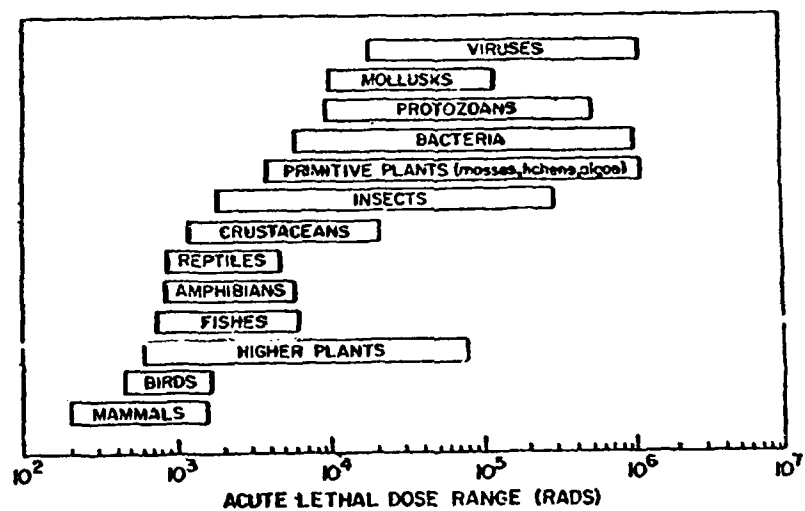 VIRUSES
MOLLUSKS
PROTOZOANS
BACTERIA
PRIMITIVE PLANTS (mosses, lichens, algae)
INSECTS
CRUSTACEANS
REPTILES
AMPHIBIANS
FISHES
HIGHER PLANTS
BIRDS
MAMMALS
10² 10³ 10⁴ 10⁵ 10⁶ 10⁷
ACUTE LETHAL DOSE RANGE (RADS)